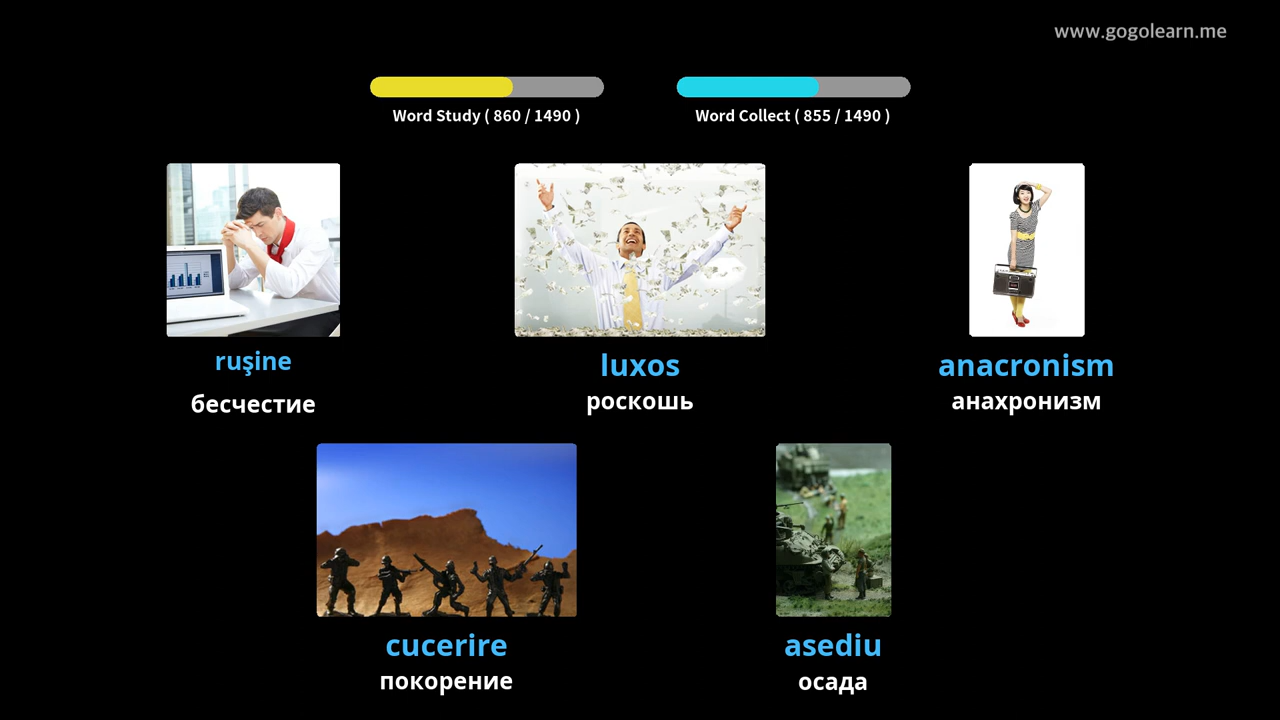 www.gogolearn.me
Word Study ( 860 / 1490 )
Word Collect ( 855 / 1490 )
ruşine
luxos
anacronism
бесчестие
роскошь
анахронизм
cucerire
asediu
покорение
осада